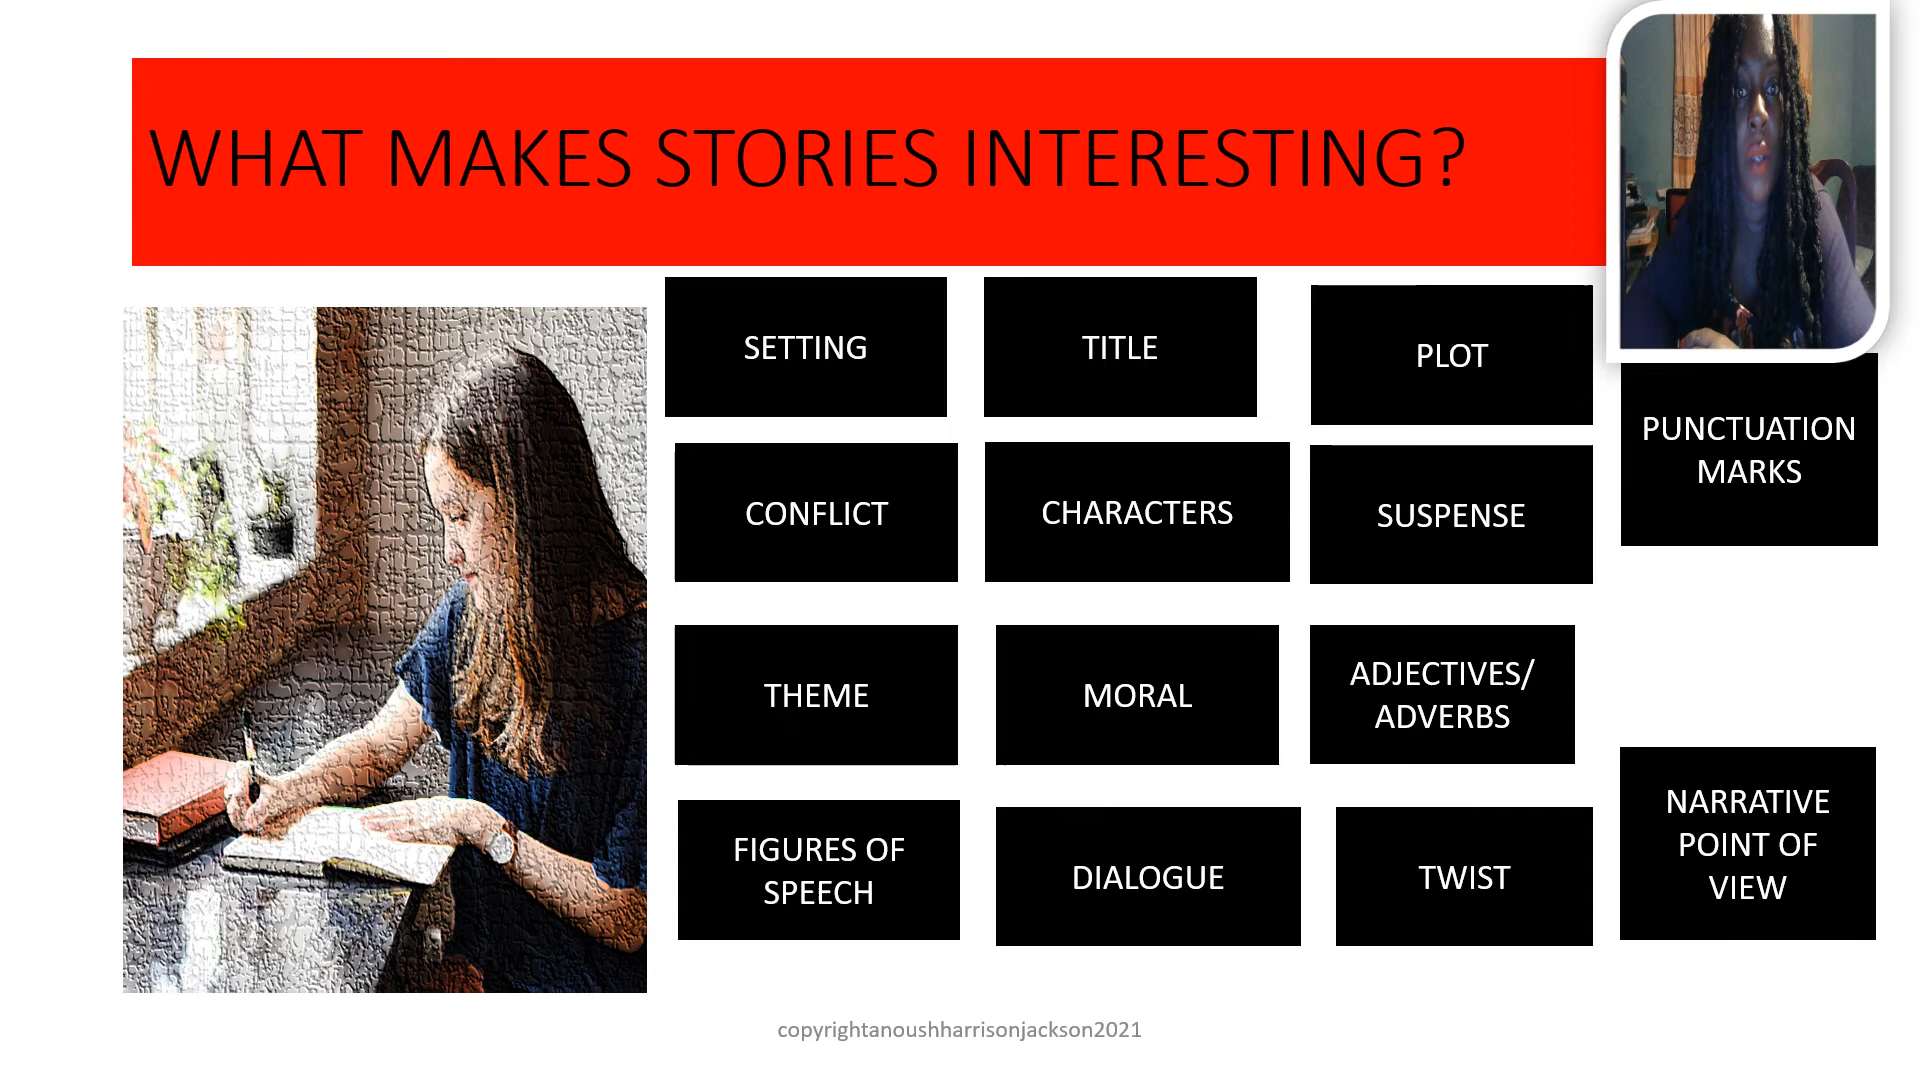 WHAT MAKES STORIES INTERESTING?
SETTING
TITLE
PLOT
PUNCTUATION
MARKS
CONFLICT
CHARACTERS
SUSPENSE
THEME
MORAL
ADJECTIVES/
ADVERBS
FIGURES OF
SPEECH
DIALOGUE
TWIST
NARRATIVE
POINT OF
VIEW
copyrightanoushharrisonjackson2021